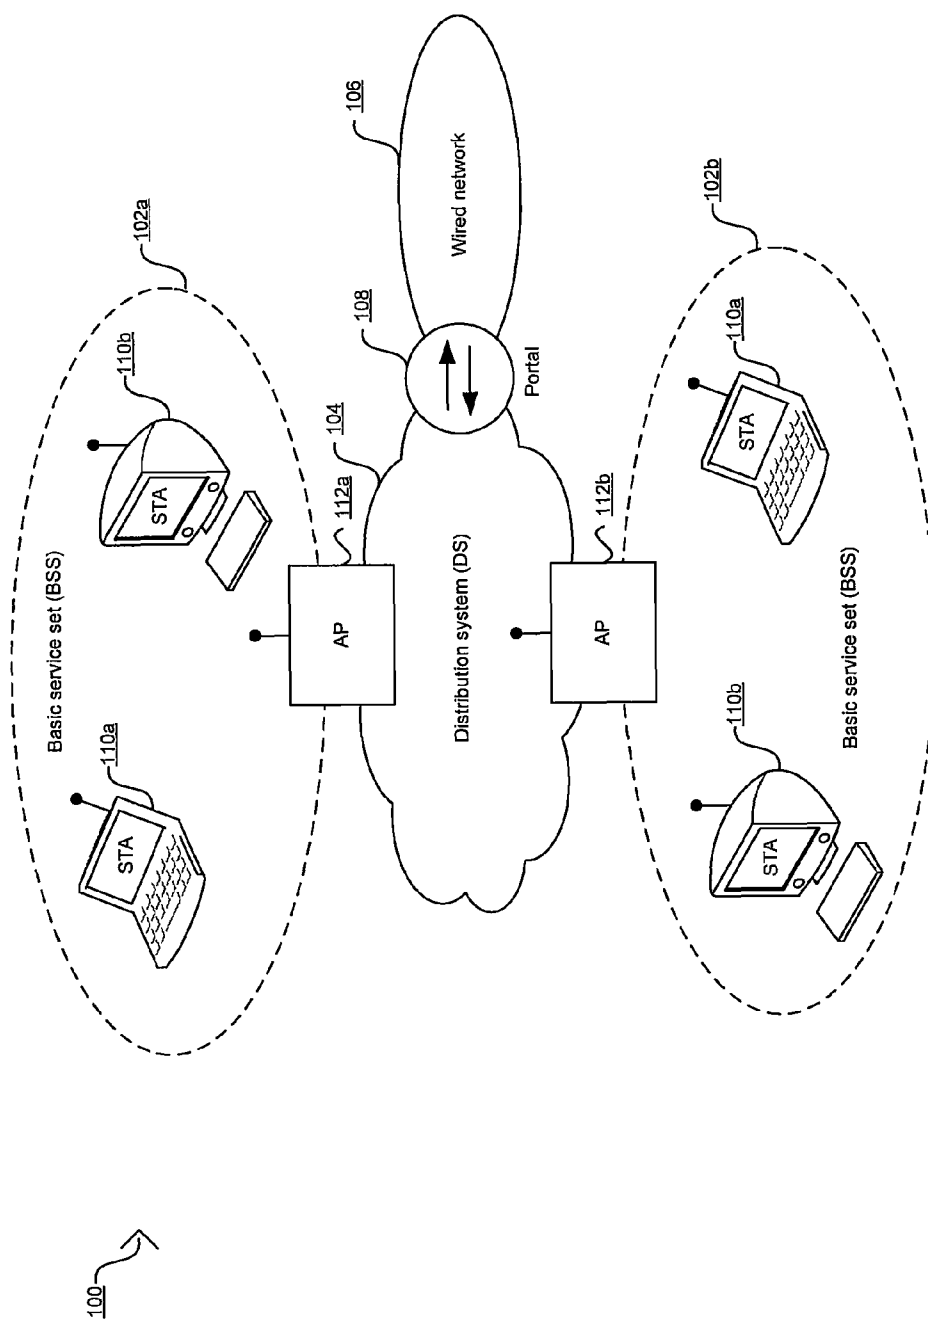 Basic service set (BSS)
100
110a
110b
102a
STA
STA
AP
112a
104
108
106
Distribution system (DS)
Wired network
Portal
AP
112b
110b
110a
102b
STA
STA
Basic service set (BSS)